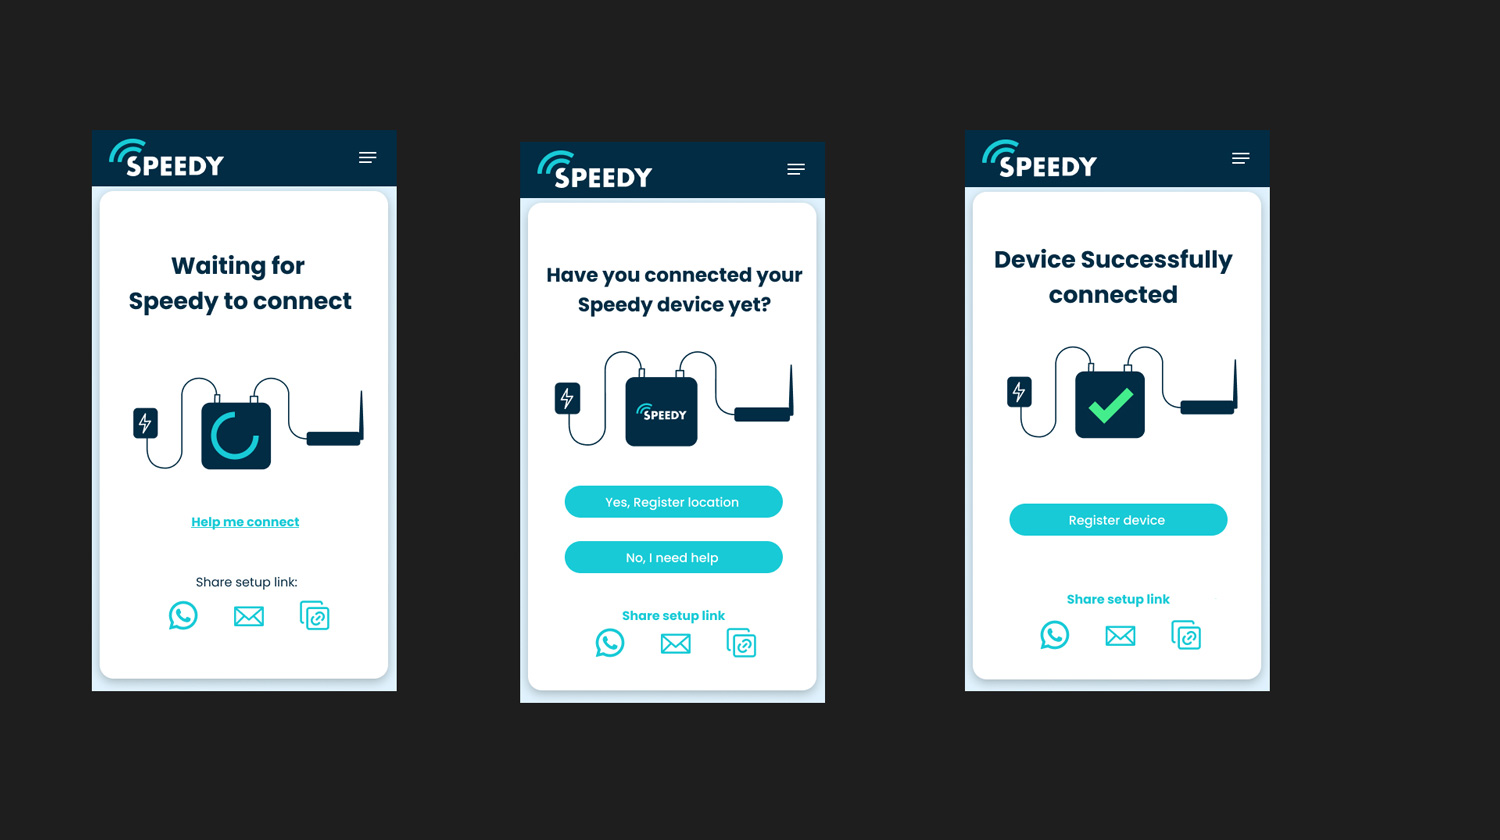 SPEEDY
Waiting for
Speedy to connect
Help me connect
Share setup link:
SPEEDY
Have you connected your
Speedy device yet?
SPEEDY
Yes, Register location
No, I need help
Share setup link
SPEEDY
Device Successfully
connected
Register device
Share setup link